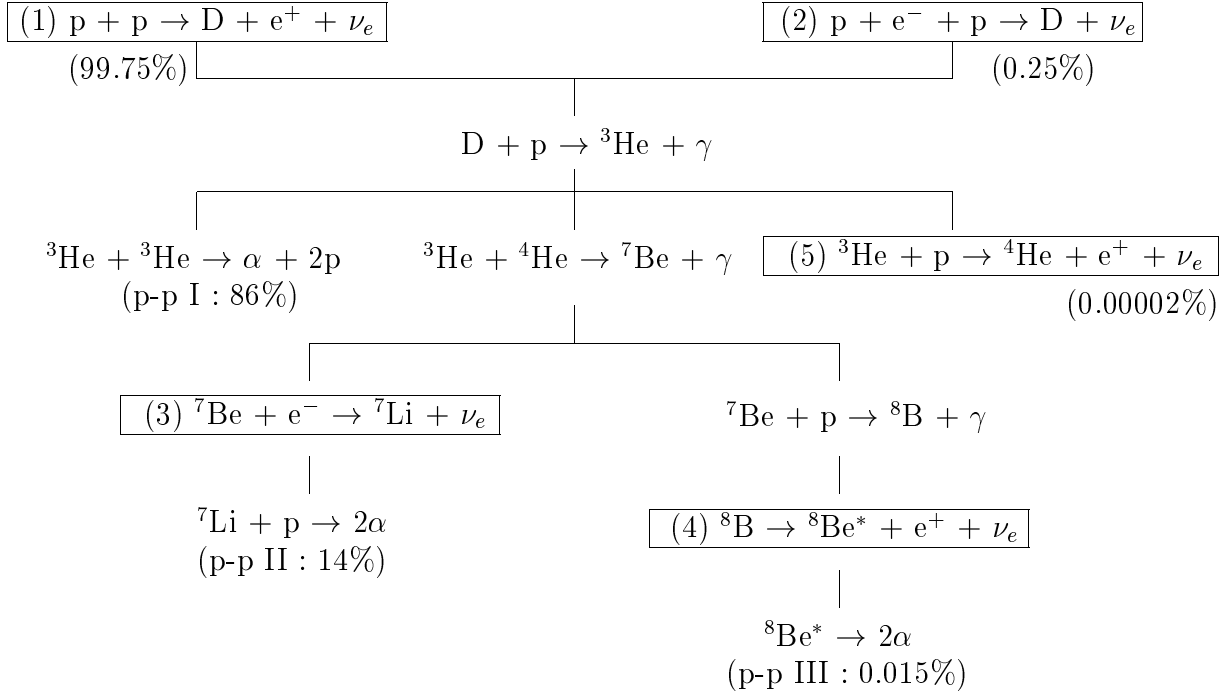 (1) p + p → D + e⁺ + νₑ
(2) p + e⁻ + p → D + νₑ
(99.75%)
(0.25%)
D + p → ³He + γ
³He + ³He → α + 2p
³He + ⁴He → ⁷Be + γ
(5) ³He + p → ⁴He + e⁺ + νₑ
(p-p I : 86%)
(0.00002%)
(3) ⁷Be + e⁻ → ⁷Li + νₑ
⁷Be + p → ⁸B + γ
⁷Li + p → 2α
(p-p II : 14%)
(4) ⁸B → ⁸Be* + e⁺ + νₑ
⁸Be* → 2α
(p-p III : 0.015%)